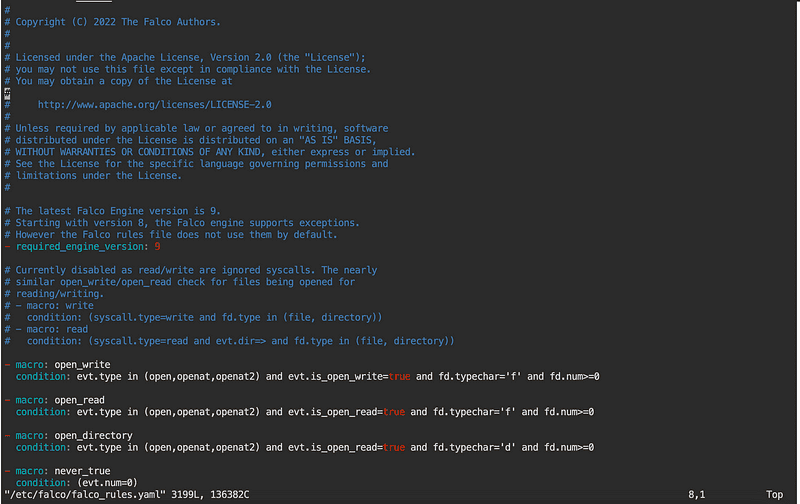 #
# Copyright (C) 2022 The Falco Authors.
#
#
# Licensed under the Apache License, Version 2.0 (the "License");
# you may not use this file except in compliance with the License.
# You may obtain a copy of the License at
#
#     http://www.apache.org/licenses/LICENSE-2.0
#
# Unless required by applicable law or agreed to in writing, software
# distributed under the License is distributed on an "AS IS" BASIS,
# WITHOUT WARRANTIES OR CONDITIONS OF ANY KIND, either express or implied.
# See the License for the specific language governing permissions and
# limitations under the License.
#

# The latest Falco Engine version is 9.
# Starting with version 8, the Falco engine supports exceptions.
# However the Falco rules file does not use them by default.
- required_engine_version: 9

# Currently disabled as read/write are ignored syscalls. The nearly
# similar open_write/open_read check for files being opened for
# reading/writing.
# - macro: write
#   condition: (syscall.type=write and fd.type in (file, directory))
# - macro: read
#   condition: (syscall.type=read and evt.dir=> and fd.type in (file, directory))

- macro: open_write
  condition: evt.type in (open,openat,openat2) and evt.is_open_write=true and fd.typechar='f' and fd.num>=0

- macro: open_read
  condition: evt.type in (open,openat,openat2) and evt.is_open_read=true and fd.typechar='f' and fd.num>=0

- macro: open_directory
  condition: evt.type in (open,openat,openat2) and evt.is_open_read=true and fd.typechar='d' and fd.num>=0

- macro: never_true
  condition: (evt.num=0)
"/etc/falco/falco_rules.yaml" 3199L, 136382C 8,1 Top